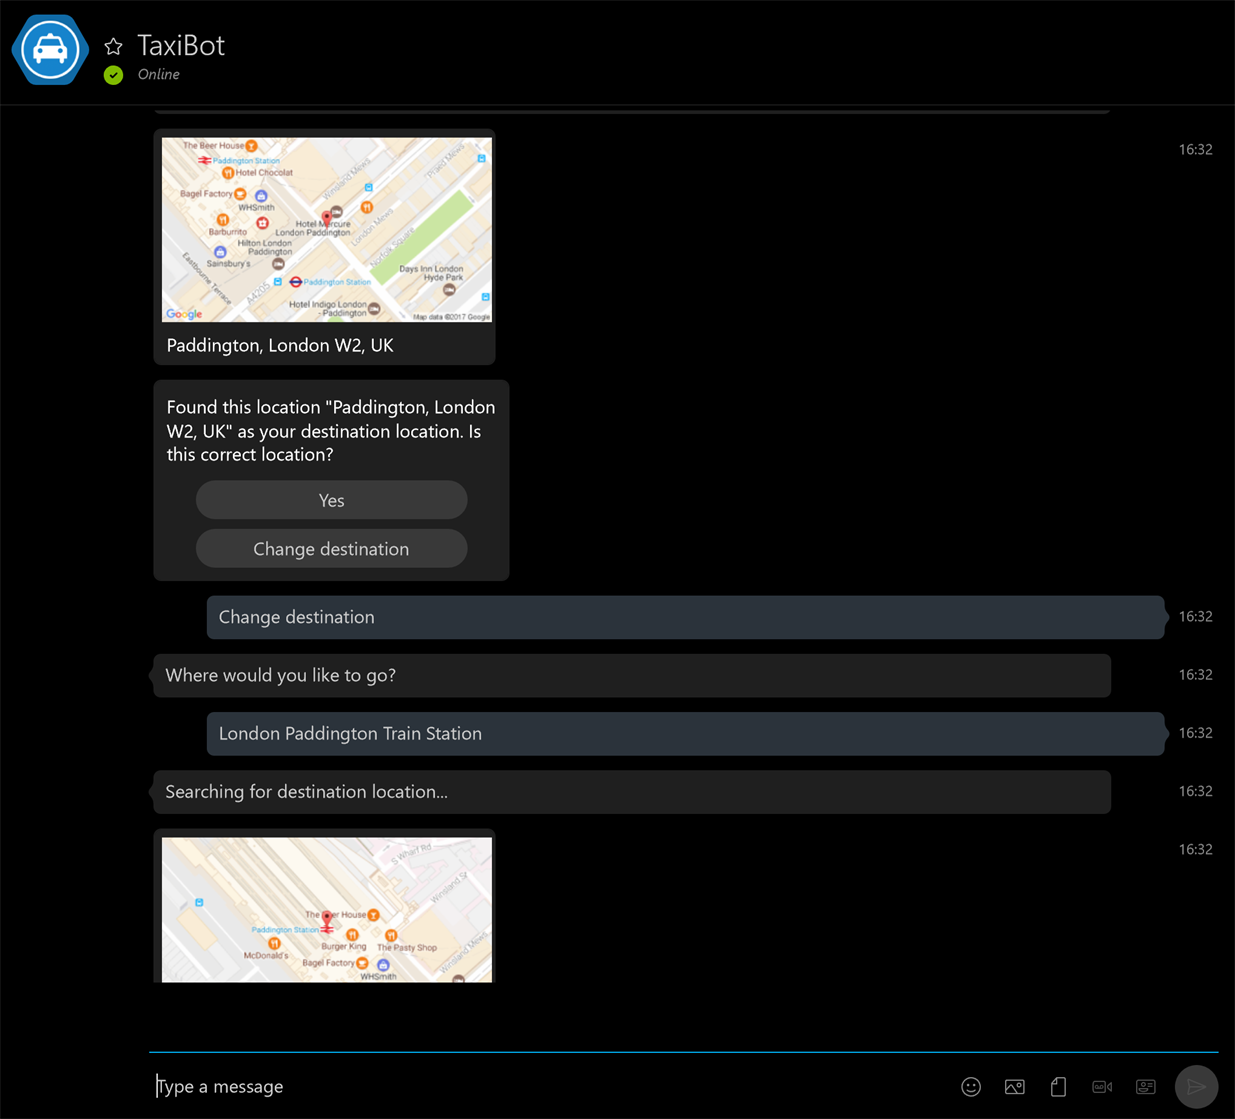 TaxiBot
Online
16:32
The Beer House
Paddington Station
Hotel Chocolat
Bagel Factory
WHSmith
Barburrito
Hilton London
Paddington
Sainsbury's
Eastbourne Terrace
A4205
Winsland Mews
Hotel Mercure
London Paddington
London Mews
Norfolk Square
Days Inn London
Hyde Park
Paddington Station
Hotel Indigo London
- Paddington
Google
Map data ©2017 Google
Paddington, London W2, UK
Found this location "Paddington, London
W2, UK" as your destination location. Is
this correct location?
Yes
Change destination
Change destination
16:32
Where would you like to go?
16:32
London Paddington Train Station
16:32
Searching for destination location...
16:32
16:32
S Wharf Rd
Winsland St
The Beer House
Paddington Station
McDonald's
Burger King
The Pasty Shop
Bagel Factory
WHSmith
Winsland Mews
Type a message